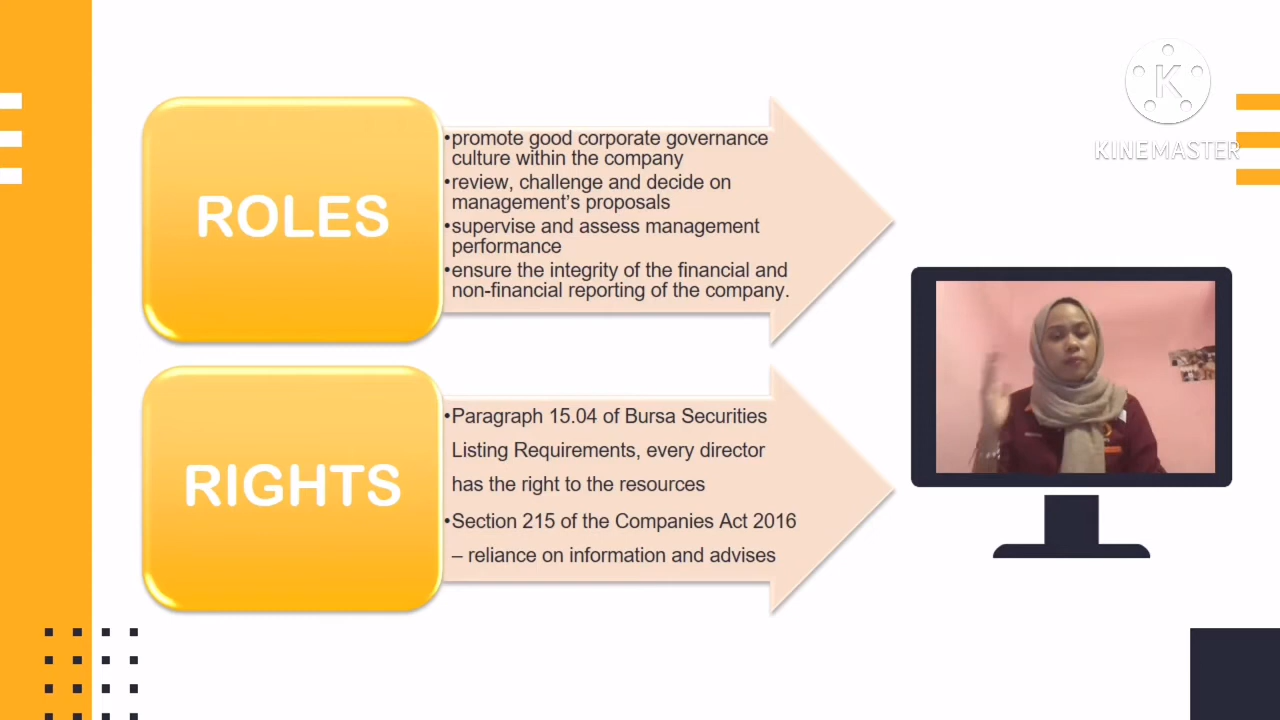 K
KINEMASTER
ROLES
•promote good corporate governance
culture within the company
•review, challenge and decide on
management's proposals
•supervise and assess management
performance
•ensure the integrity of the financial and
non-financial reporting of the company.
RIGHTS
•Paragraph 15.04 of Bursa Securities
Listing Requirements, every director
has the right to the resources
•Section 215 of the Companies Act 2016
– reliance on information and advises